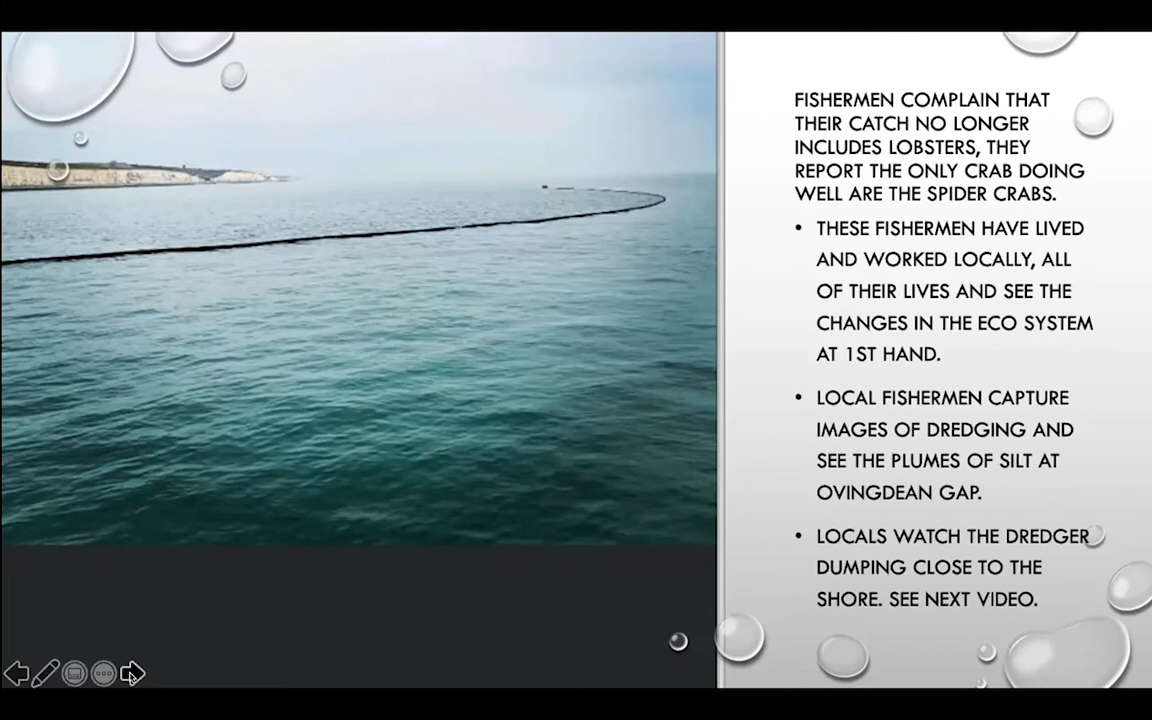 FISHERMEN COMPLAIN THAT
THEIR CATCH NO LONGER
INCLUDES LOBSTERS, THEY
REPORT THE ONLY CRAB DOING
WELL ARE THE SPIDER CRABS.
• THESE FISHERMEN HAVE LIVED
AND WORKED LOCALLY, ALL
OF THEIR LIVES AND SEE THE
CHANGES IN THE ECO SYSTEM
AT 1ST HAND.
• LOCAL FISHERMEN CAPTURE
IMAGES OF DREDGING AND
SEE THE PLUMES OF SILT AT
OVINGDEAN GAP.
• LOCALS WATCH THE DREDGER
DUMPING CLOSE TO THE
SHORE. SEE NEXT VIDEO.